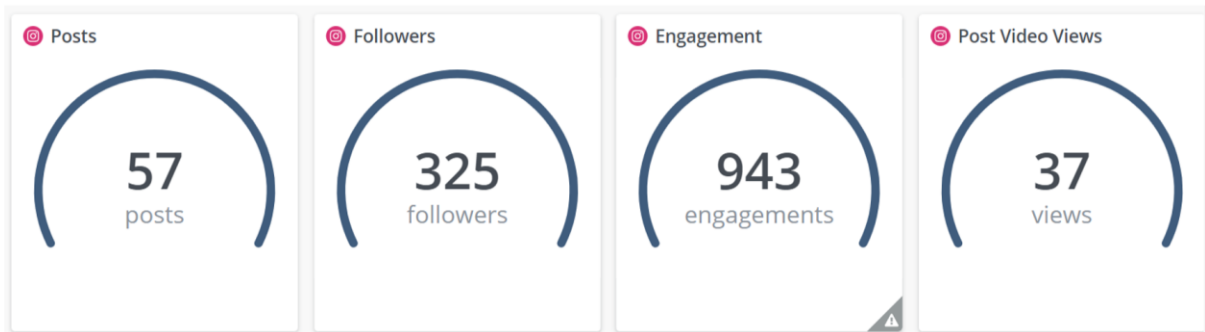 Posts
57
posts
Followers
325
followers
Engagement
943
engagements
Post Video Views
37
views